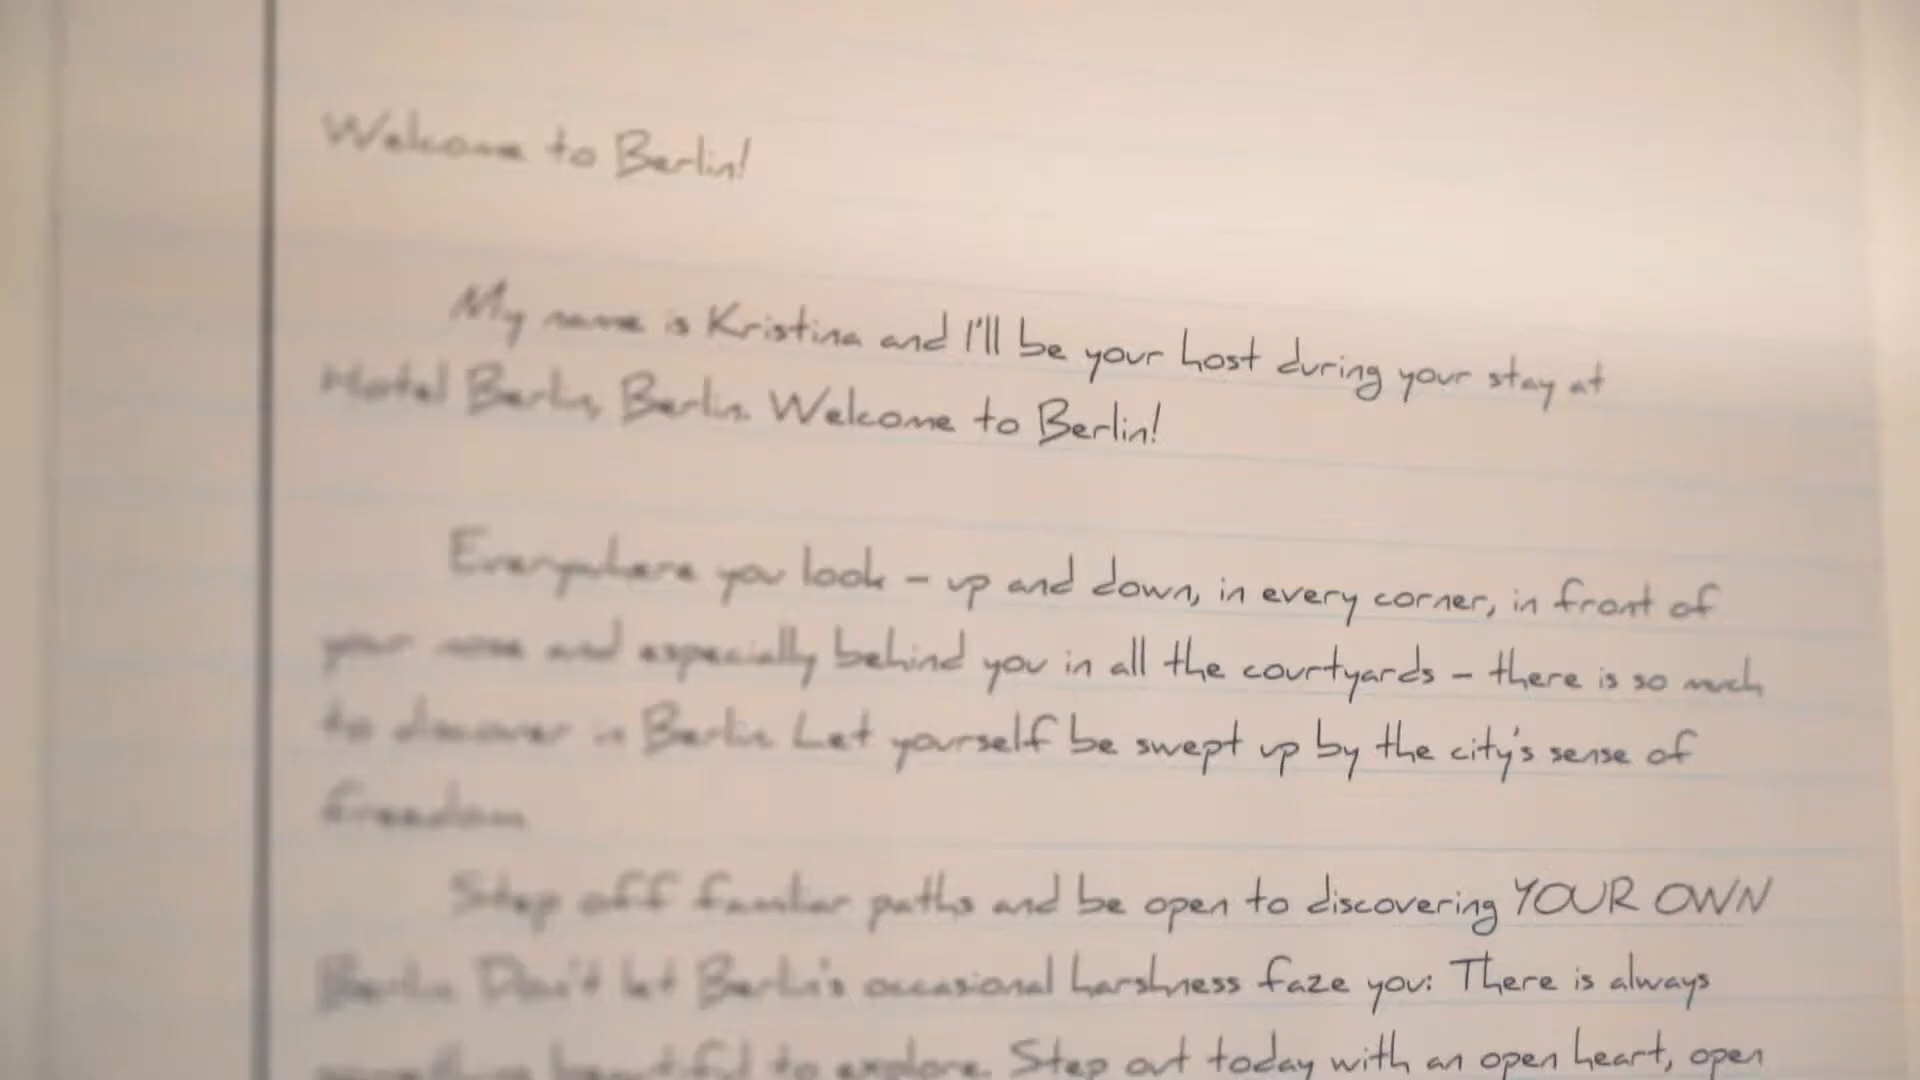 Welcome to Berlin!
My name is Kristina and I'll be your host during your stay at
Hotel Berlin, Berlin. Welcome to Berlin!
Everywhere you look – up and down, in every corner, in front of
your nose and especially behind you in all the courtyards – there is so much
to discover in Berlin. Let yourself be swept up by the city's sense of
freedom.
Step off familiar paths and be open to discovering YOUR OWN
Berlin. Don't let Berlin's occasional harshness faze you: There is always
something beautiful to explore. Step out today with an open heart, open